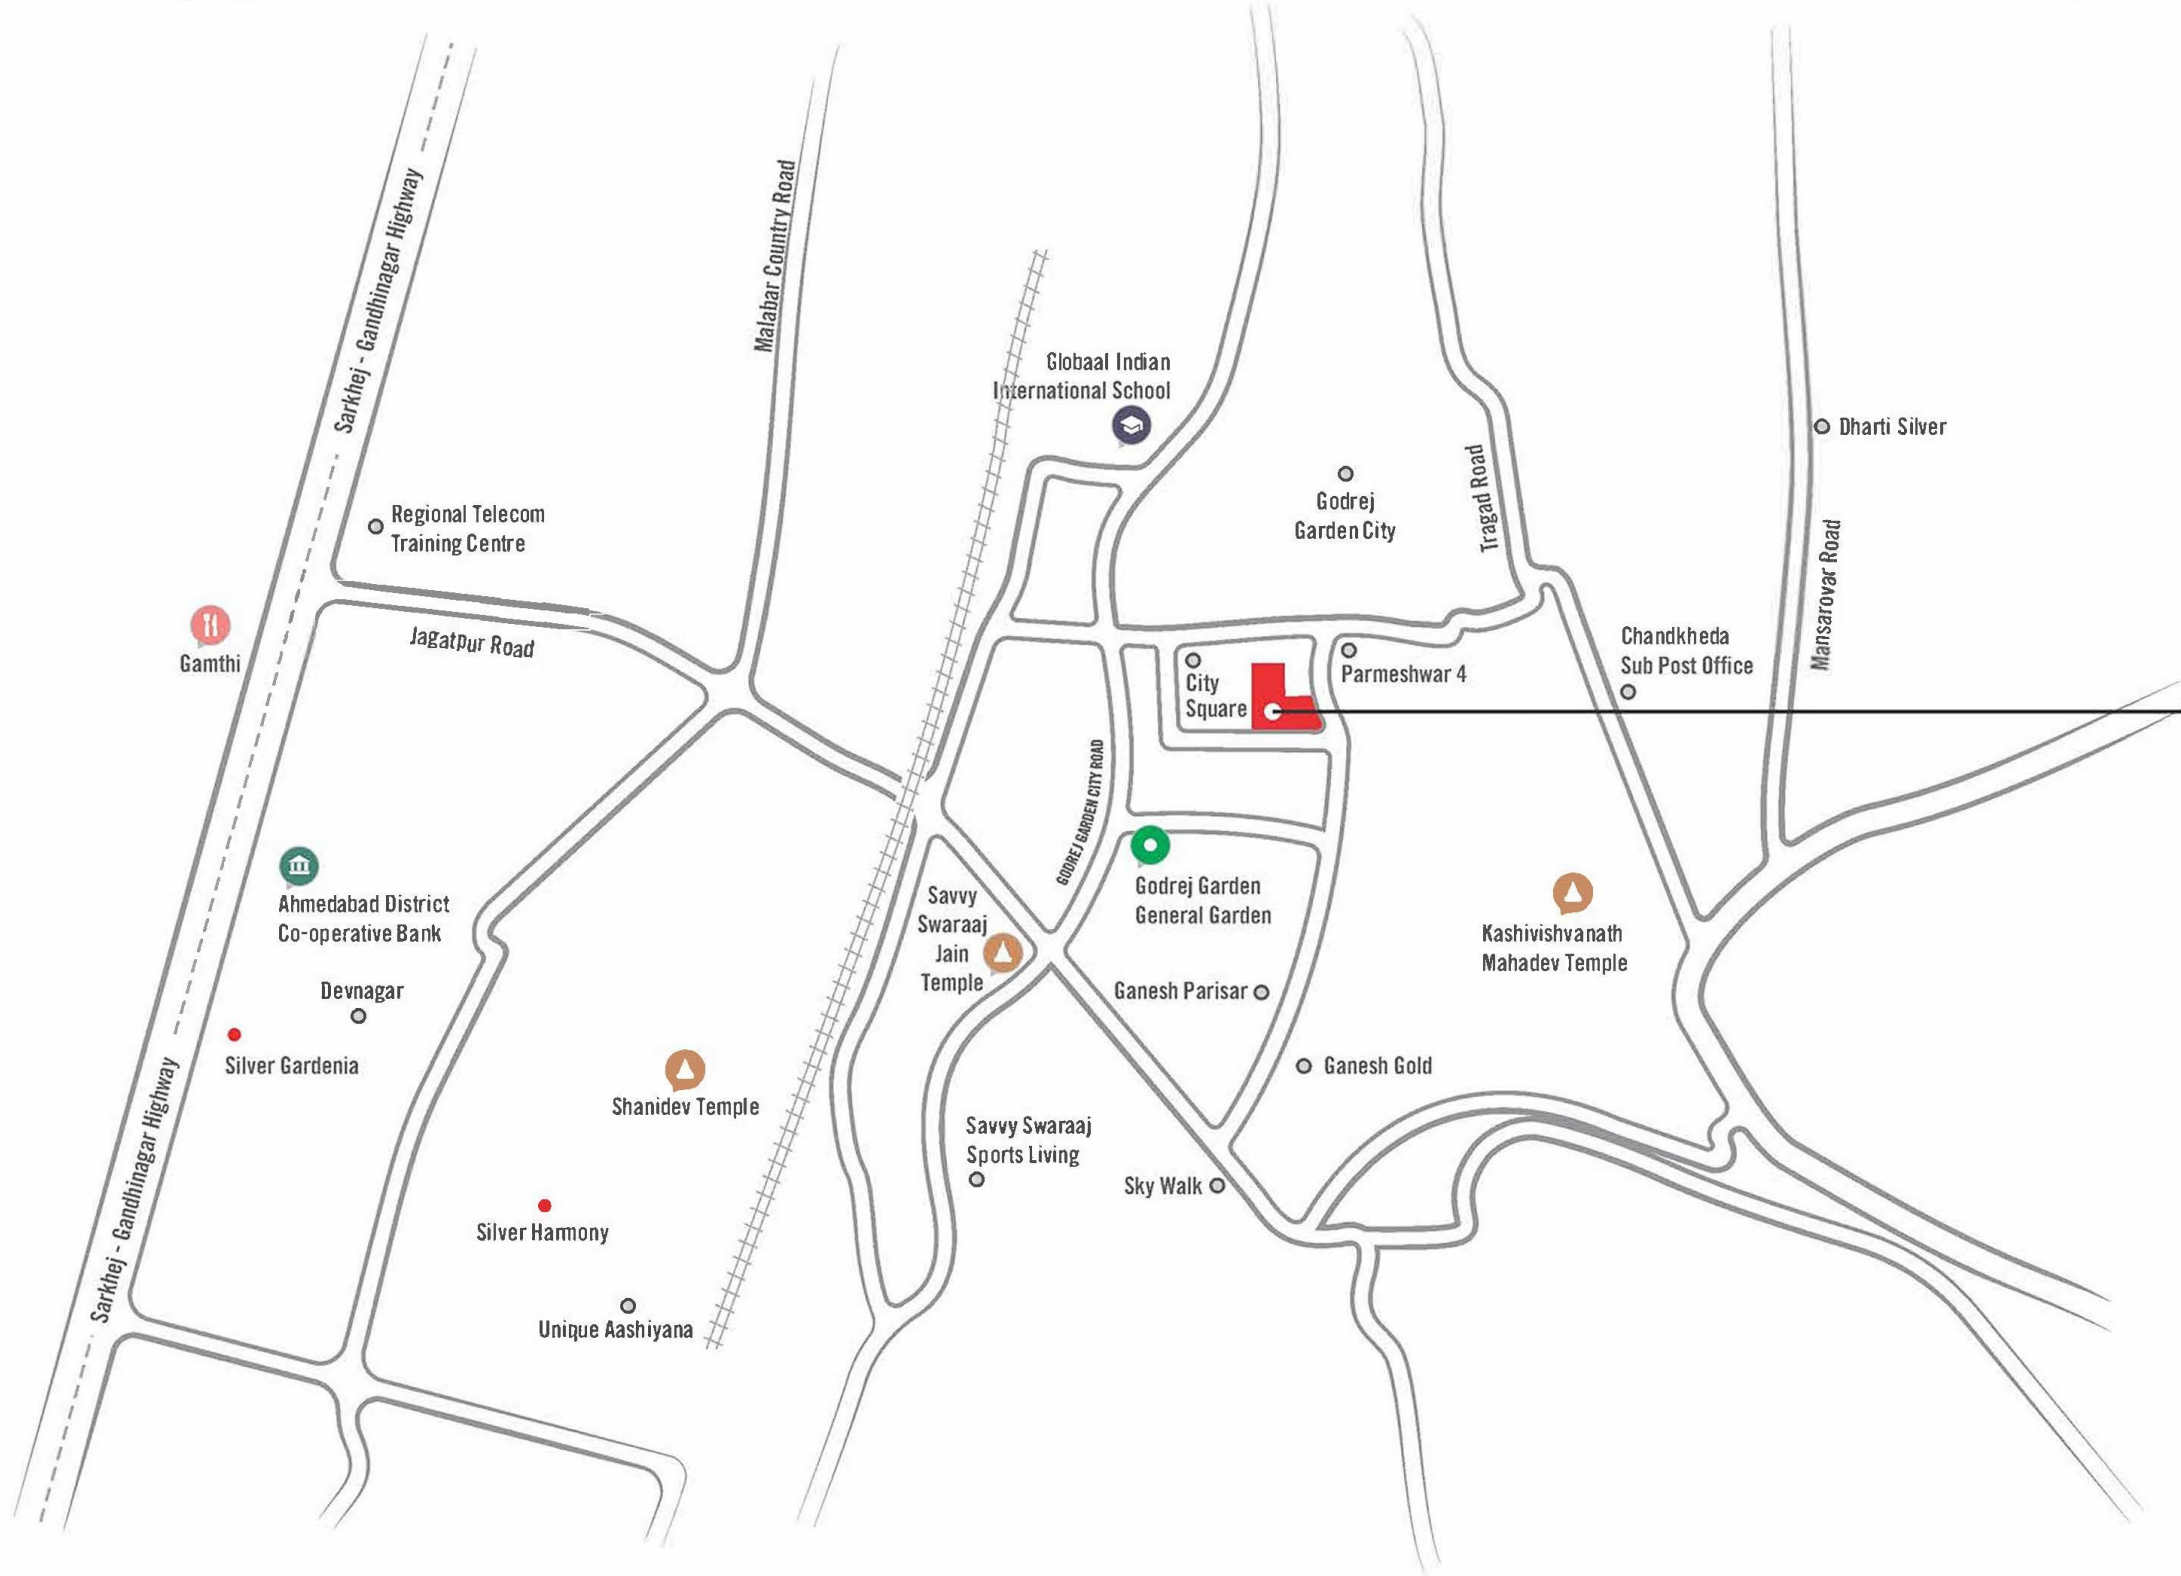 Sarkhej - Gandhinagar Highway
Malabar Country Road
Globaal Indian
International School
Dharti Silver
Godrej
Garden City
Tragad Road
Regional Telecom
Training Centre
Mansarovar Road
Gamthi
Jagatpur Road
Chandkheda
Sub Post Office
City
Square
Parmeshwar 4
GODREJ GARDEN CITY ROAD
Ahmedabad District
Co-operative Bank
Savvy
Swaraaj
Jain
Temple
Godrej Garden
General Garden
Kashivishvanath
Mahadev Temple
Devnagar
Ganesh Parisar
Silver Gardenia
Ganesh Gold
Shanidev Temple
Savvy Swaraaj
Sports Living
Sky Walk
Sarkhej - Gandhinagar Highway
Silver Harmony
Unique Aashiyana